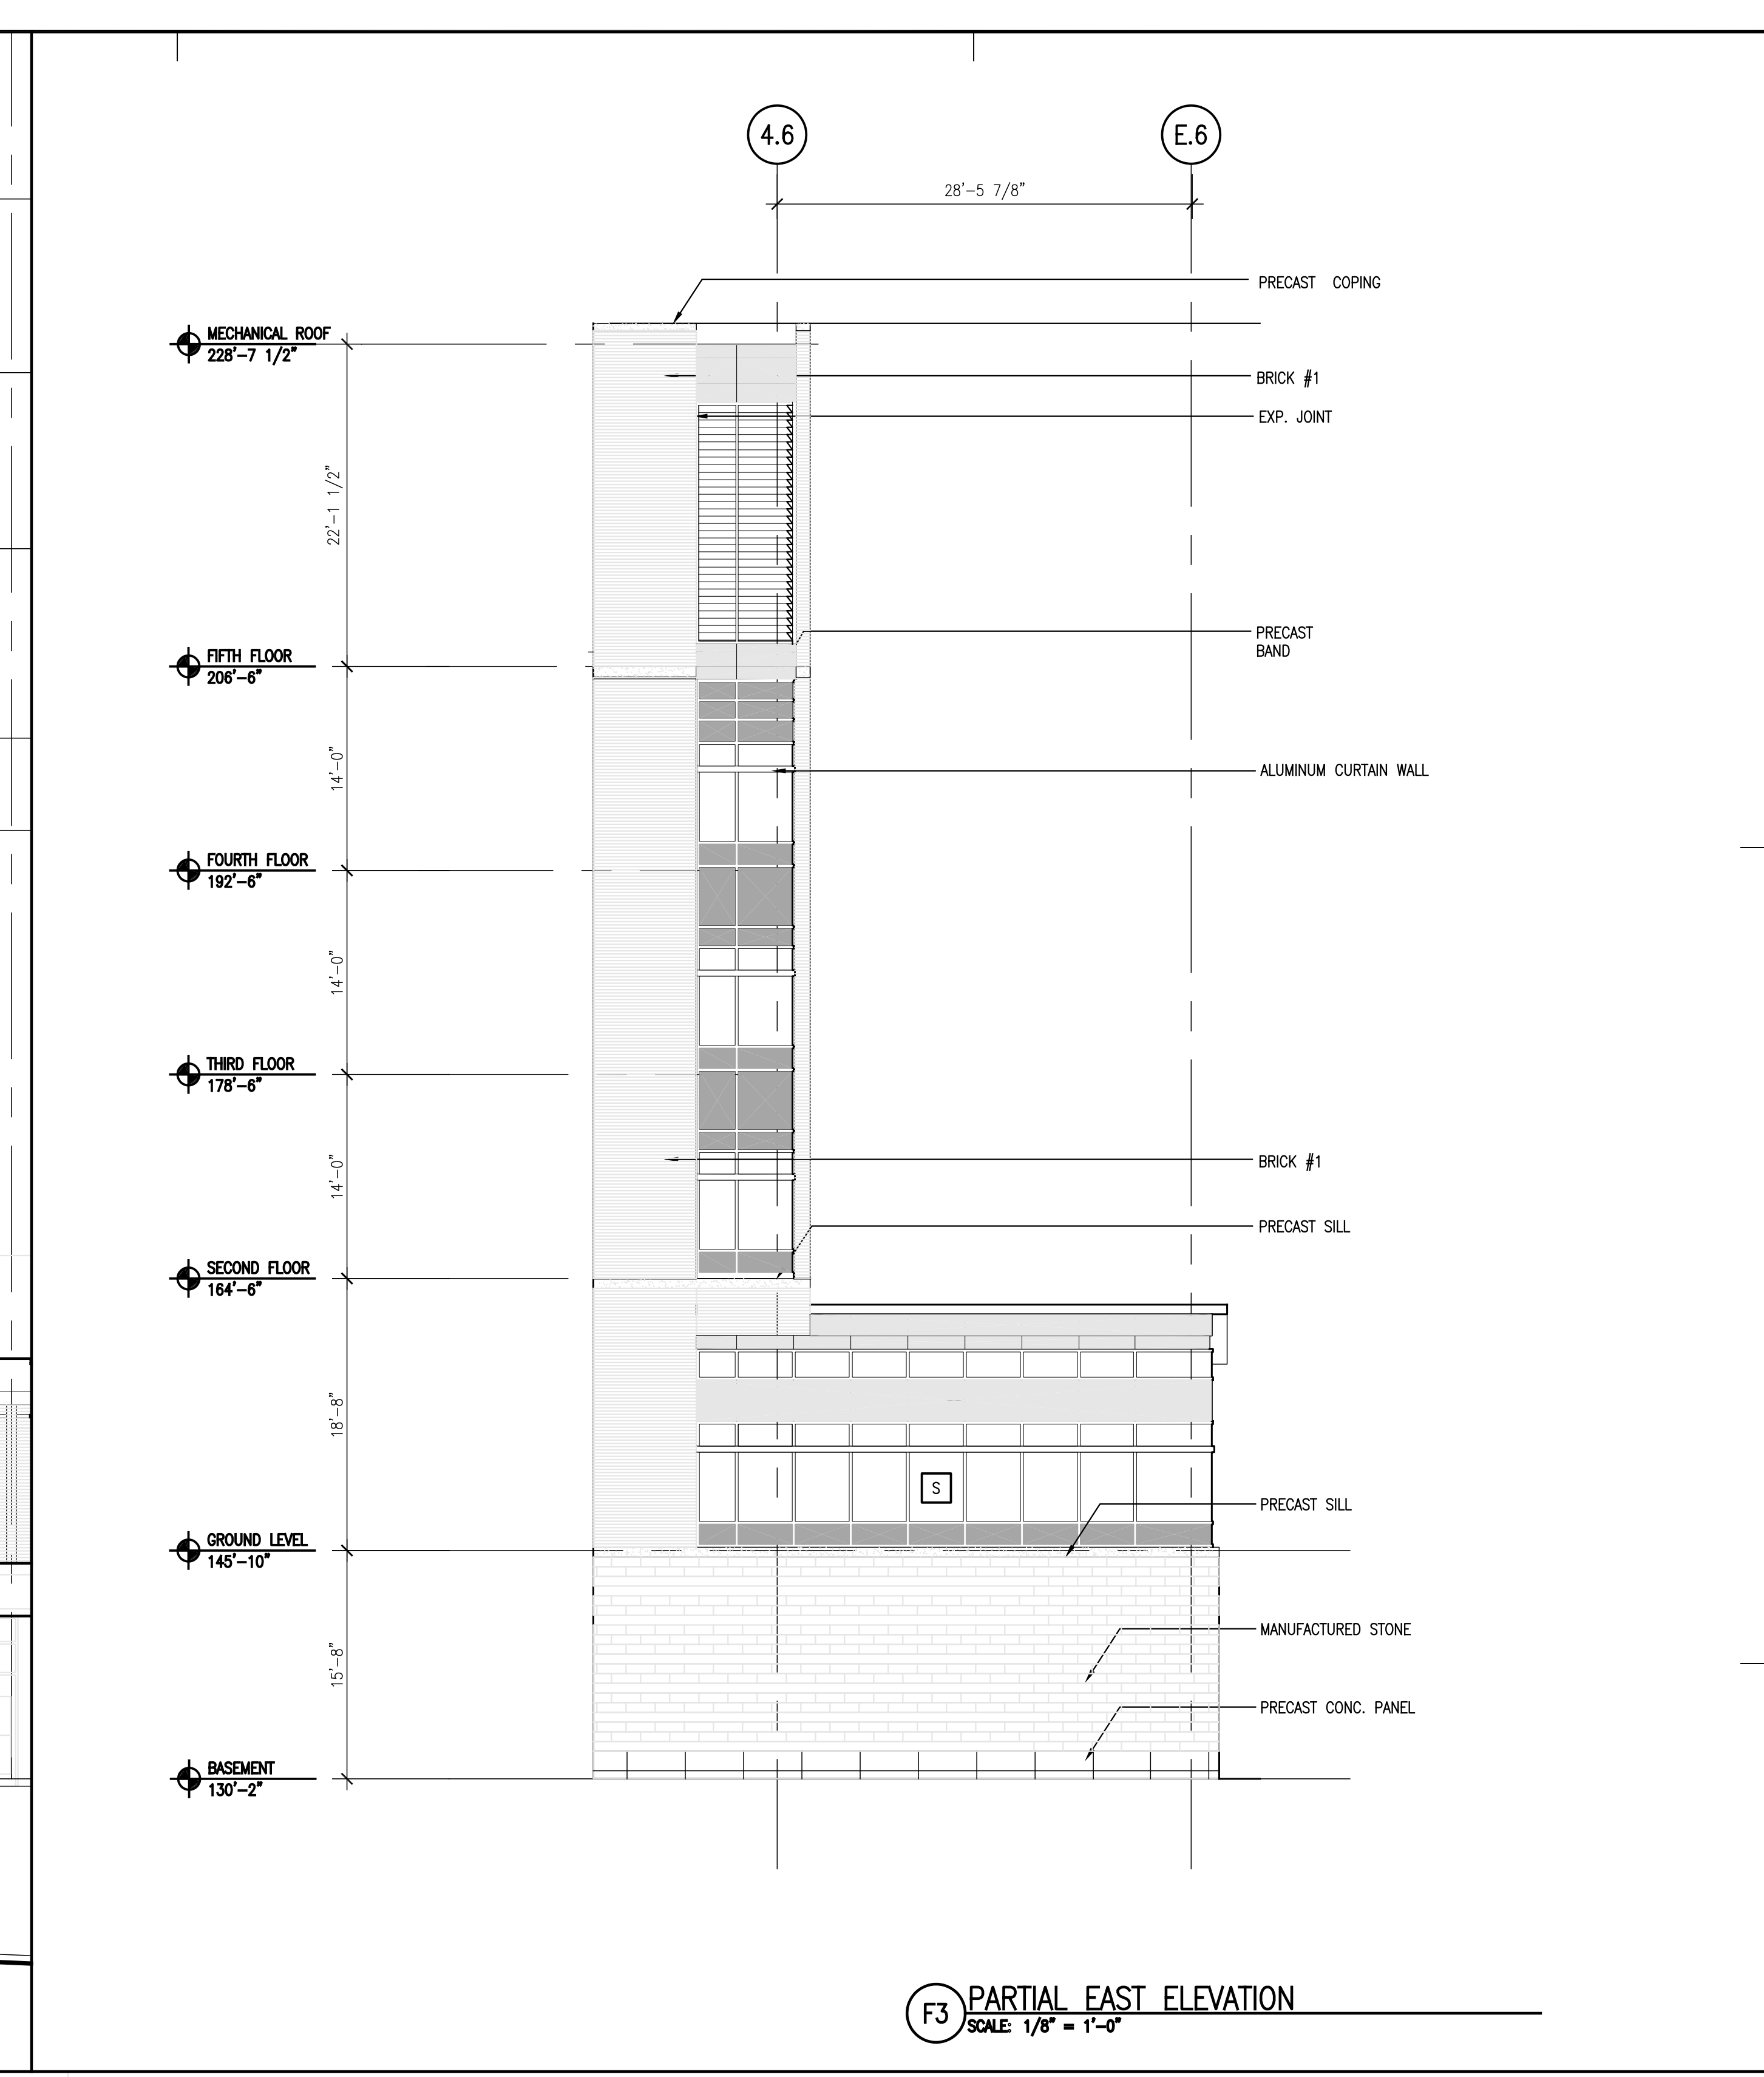 4.6
E.6
28'-5 7/8"
PRECAST COPING
MECHANICAL ROOF
228'-7 1/2"
BRICK #1
EXP. JOINT
22'-1 1/2"
PRECAST
BAND
FIFTH FLOOR
206'-6"
14'-0"
ALUMINUM CURTAIN WALL
FOURTH FLOOR
192'-6"
14'-0"
THIRD FLOOR
178'-6"
14'-0"
BRICK #1
PRECAST SILL
SECOND FLOOR
164'-6"
18'-8"
S
PRECAST SILL
GROUND LEVEL
145'-10"
MANUFACTURED STONE
15'-8"
PRECAST CONC. PANEL
BASEMENT
130'-2"
F3
PARTIAL EAST ELEVATION
SCALE: 1/8" = 1'-0"